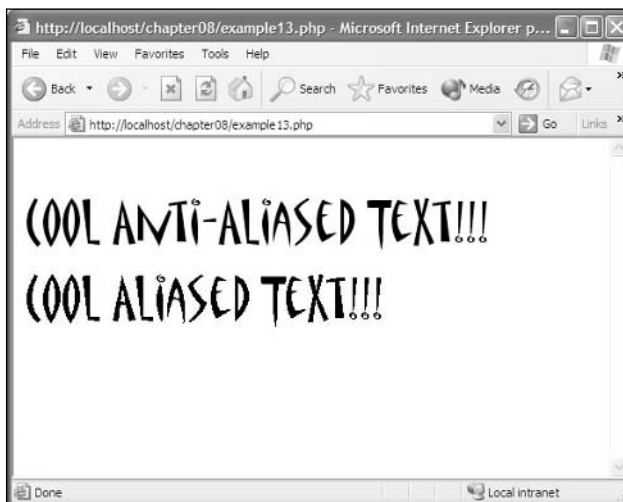 http://localhost/chapter08/example13.php - Microsoft Internet Explorer p...
File Edit View Favorites Tools Help
Back Search Favorites Media »
Address http://localhost/chapter08/example13.php Go Links »
COOL ANTI-ALIASED TEXT!!!
COOL ALIASED TEXT!!!
Done Local intranet